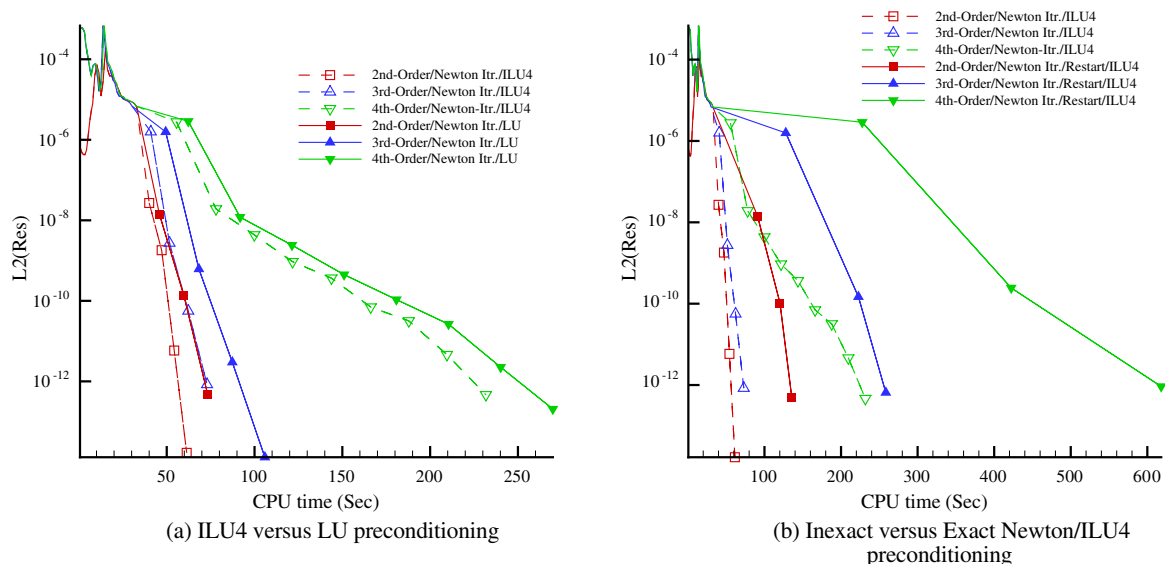 2nd-Order/Newton Itr./ILU4
3rd-Order/Newton Itr./ILU4
4th-Order/Newton-Itr./ILU4
2nd-Order/Newton Itr./LU
3rd-Order/Newton Itr./LU
4th-Order/Newton Itr./LU
L2(Res)
10-4
10-6
10-8
10-10
10-12
50
100
150
200
250
CPU time (Sec)
(a) ILU4 versus LU preconditioning
2nd-Order/Newton Itr./ILU4
3rd-Order/Newton Itr./ILU4
4th-Order/Newton-Itr./ILU4
2nd-Order/Newton Itr./Restart/ILU4
3rd-Order/Newton Itr./Restart/ILU4
4th-Order/Newton Itr./Restart/ILU4
L2(Res)
10-4
10-6
10-8
10-10
10-12
100
200
300
400
500
600
CPU time (Sec)
(b) Inexact versus Exact Newton/ILU4
preconditioning